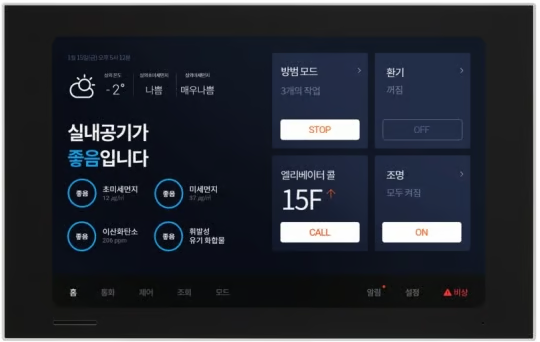 1월 15일(금) 오후 5시 12분
실외온도
실외초미세먼지
실외미세먼지
-2°
나쁨
매우나쁨
실내공기가
좋음입니다
좋음
초미세먼지
12 μg/㎥
좋음
미세먼지
37 μg/㎥
좋음
이산화탄소
206 ppm
좋음
휘발성
유기 화합물
방범 모드
3개의 작업
STOP
환기
꺼짐
OFF
엘리베이터 콜
15F
CALL
조명
모두 켜짐
ON
홈
통화
제어
조회
모드
알림
설정
비상